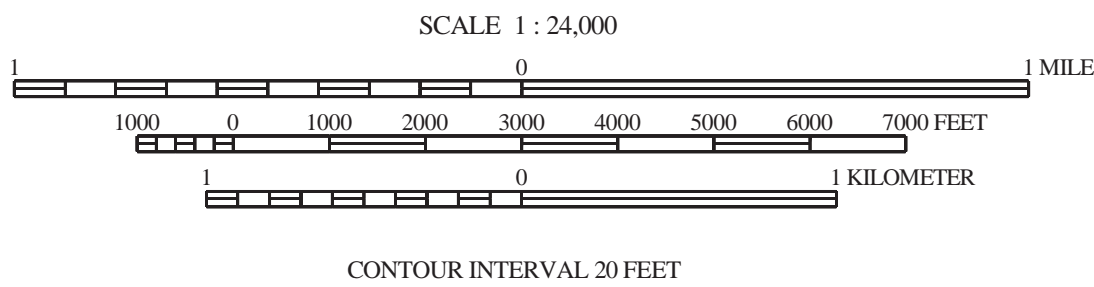 SCALE 1 : 24,000
1 0 1 MILE
1000 0 1000 2000 3000 4000 5000 6000 7000 FEET
1 0 1 KILOMETER
CONTOUR INTERVAL 20 FEET